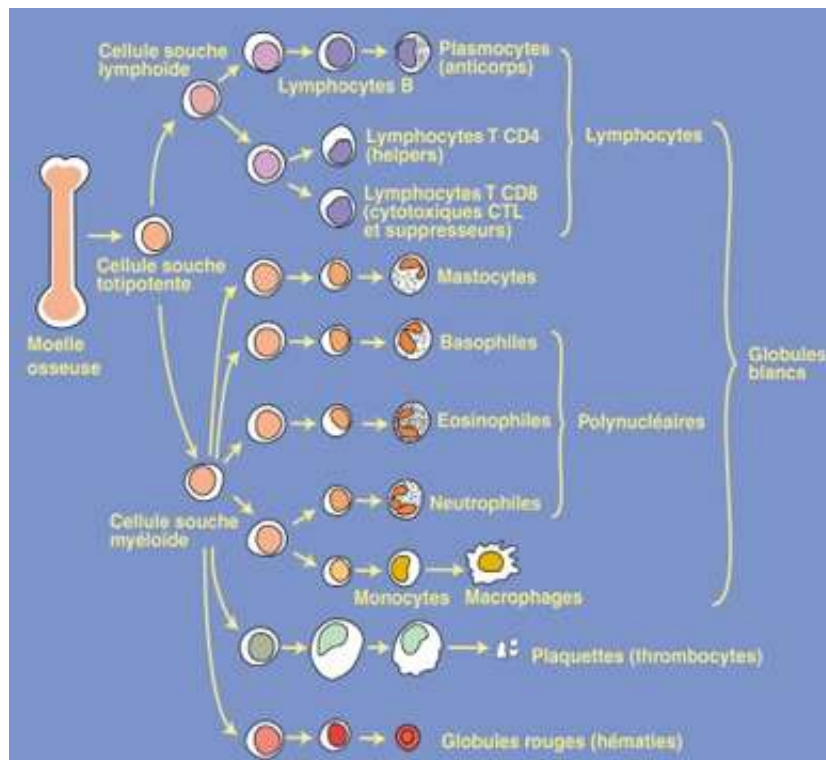 Cellule souche
lymphoïde
Lymphocytes B
Plasmocytes
(anticorps)
Lymphocytes T CD4
(helpers)
Lymphocytes
Lymphocytes T CD8
(cytotoxiques CTL
et suppresseurs)
Cellule souche
totipotente
Mastocytes
Moelle
osseuse
Basophiles
Globules
blancs
Eosinophiles
Polynucléaires
Neutrophiles
Cellule souche
myéloïde
Monocytes
Macrophages
Plaquettes (thrombocytes)
Globules rouges (hématies)